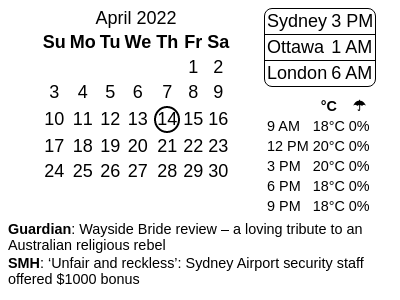 April 2022
Su Mo Tu We Th Fr Sa
1 2
3 4 5 6 7 8 9
10 11 12 13 14 15 16
17 18 19 20 21 22 23
24 25 26 27 28 29 30
Sydney 3 PM
Ottawa 1 AM
London 6 AM
°C ☂
9 AM 18°C 0%
12 PM 20°C 0%
3 PM 20°C 0%
6 PM 18°C 0%
9 PM 18°C 0%
Guardian: Wayside Bride review – a loving tribute to an
Australian religious rebel
SMH: ‘Unfair and reckless’: Sydney Airport security staff
offered $1000 bonus